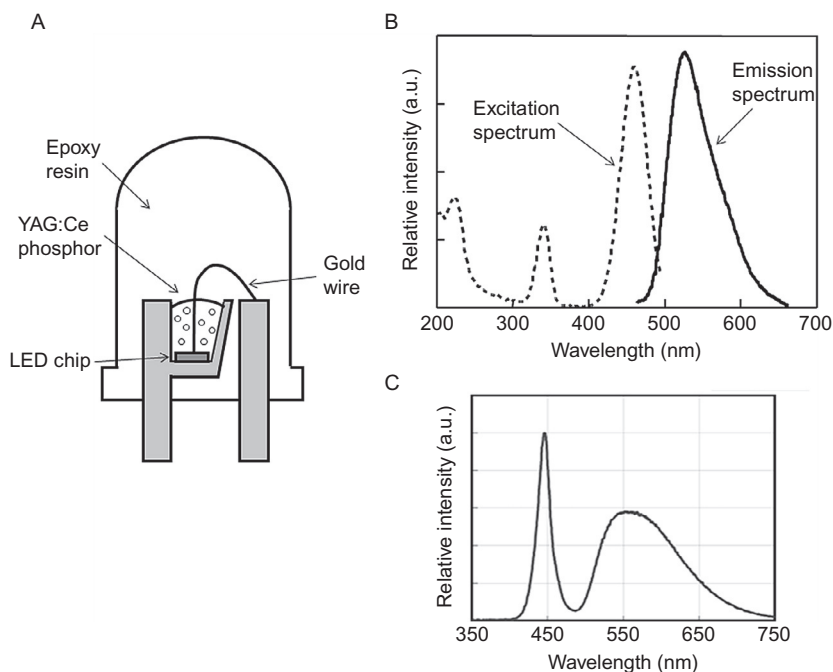 A
Epoxy
resin
YAG:Ce
phosphor
Gold
wire
LED chip
B
Relative intensity (a.u.)
Excitation
spectrum
Emission
spectrum
200 300 400 500 600 700
Wavelength (nm)
C
Relative intensity (a.u.)
350 450 550 650 750
Wavelength (nm)